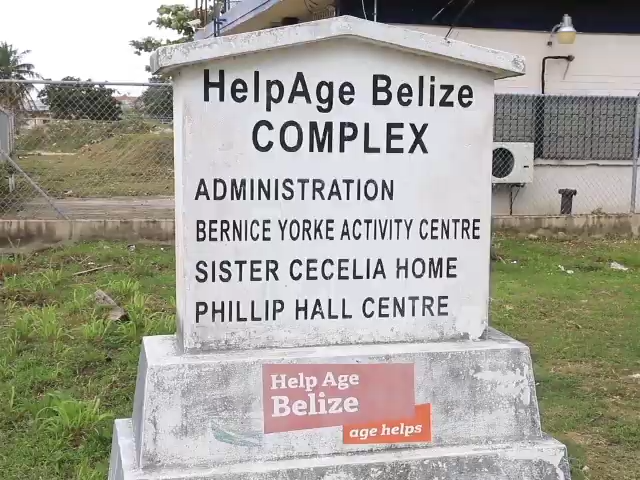 HelpAge Belize
COMPLEX
ADMINISTRATION
BERNICE YORKE ACTIVITY CENTRE
SISTER CECELIA HOME
PHILLIP HALL CENTRE
Help Age
Belize
age helps